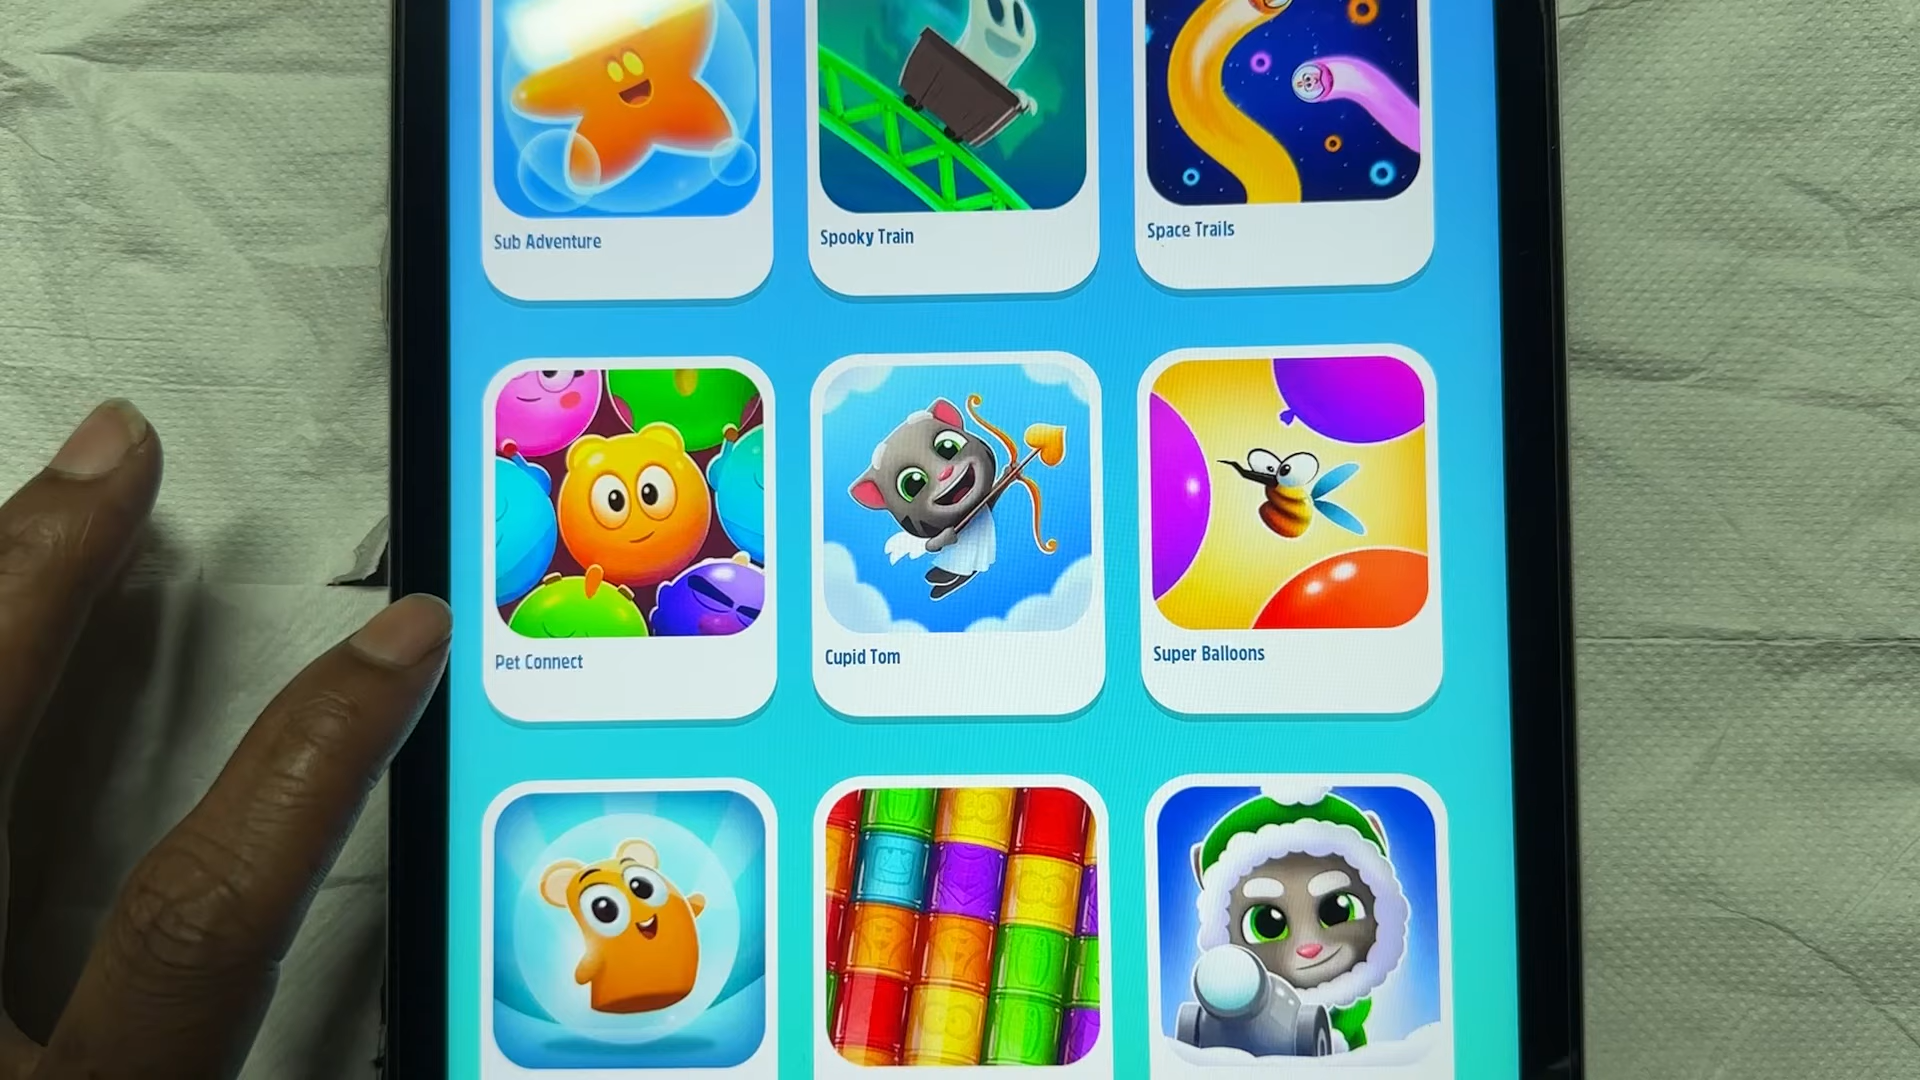 Sub Adventure
Spooky Train
Space Trails
Pet Connect
Cupid Tom
Super Balloons